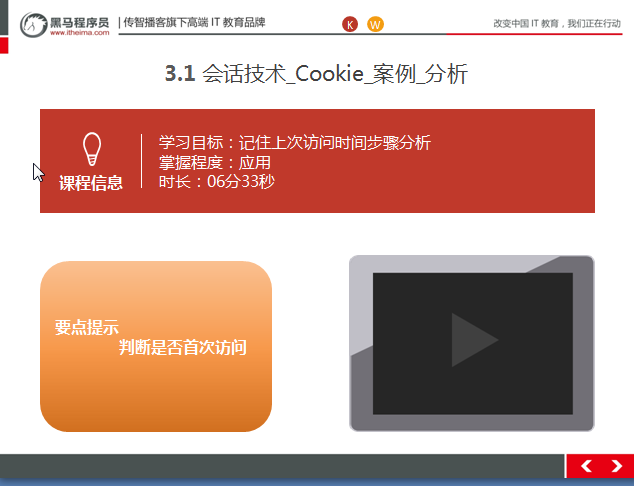 黑马程序员
www.itheima.com
传智播客旗下高端 IT 教育品牌
K
W
改变中国 IT 教育,我们正在行动
3.1 会话技术_Cookie_案例_分析
课程信息
学习目标:记住上次访问时间步骤分析
掌握程度:应用
时长:06分33秒
要点提示
判断是否首次访问